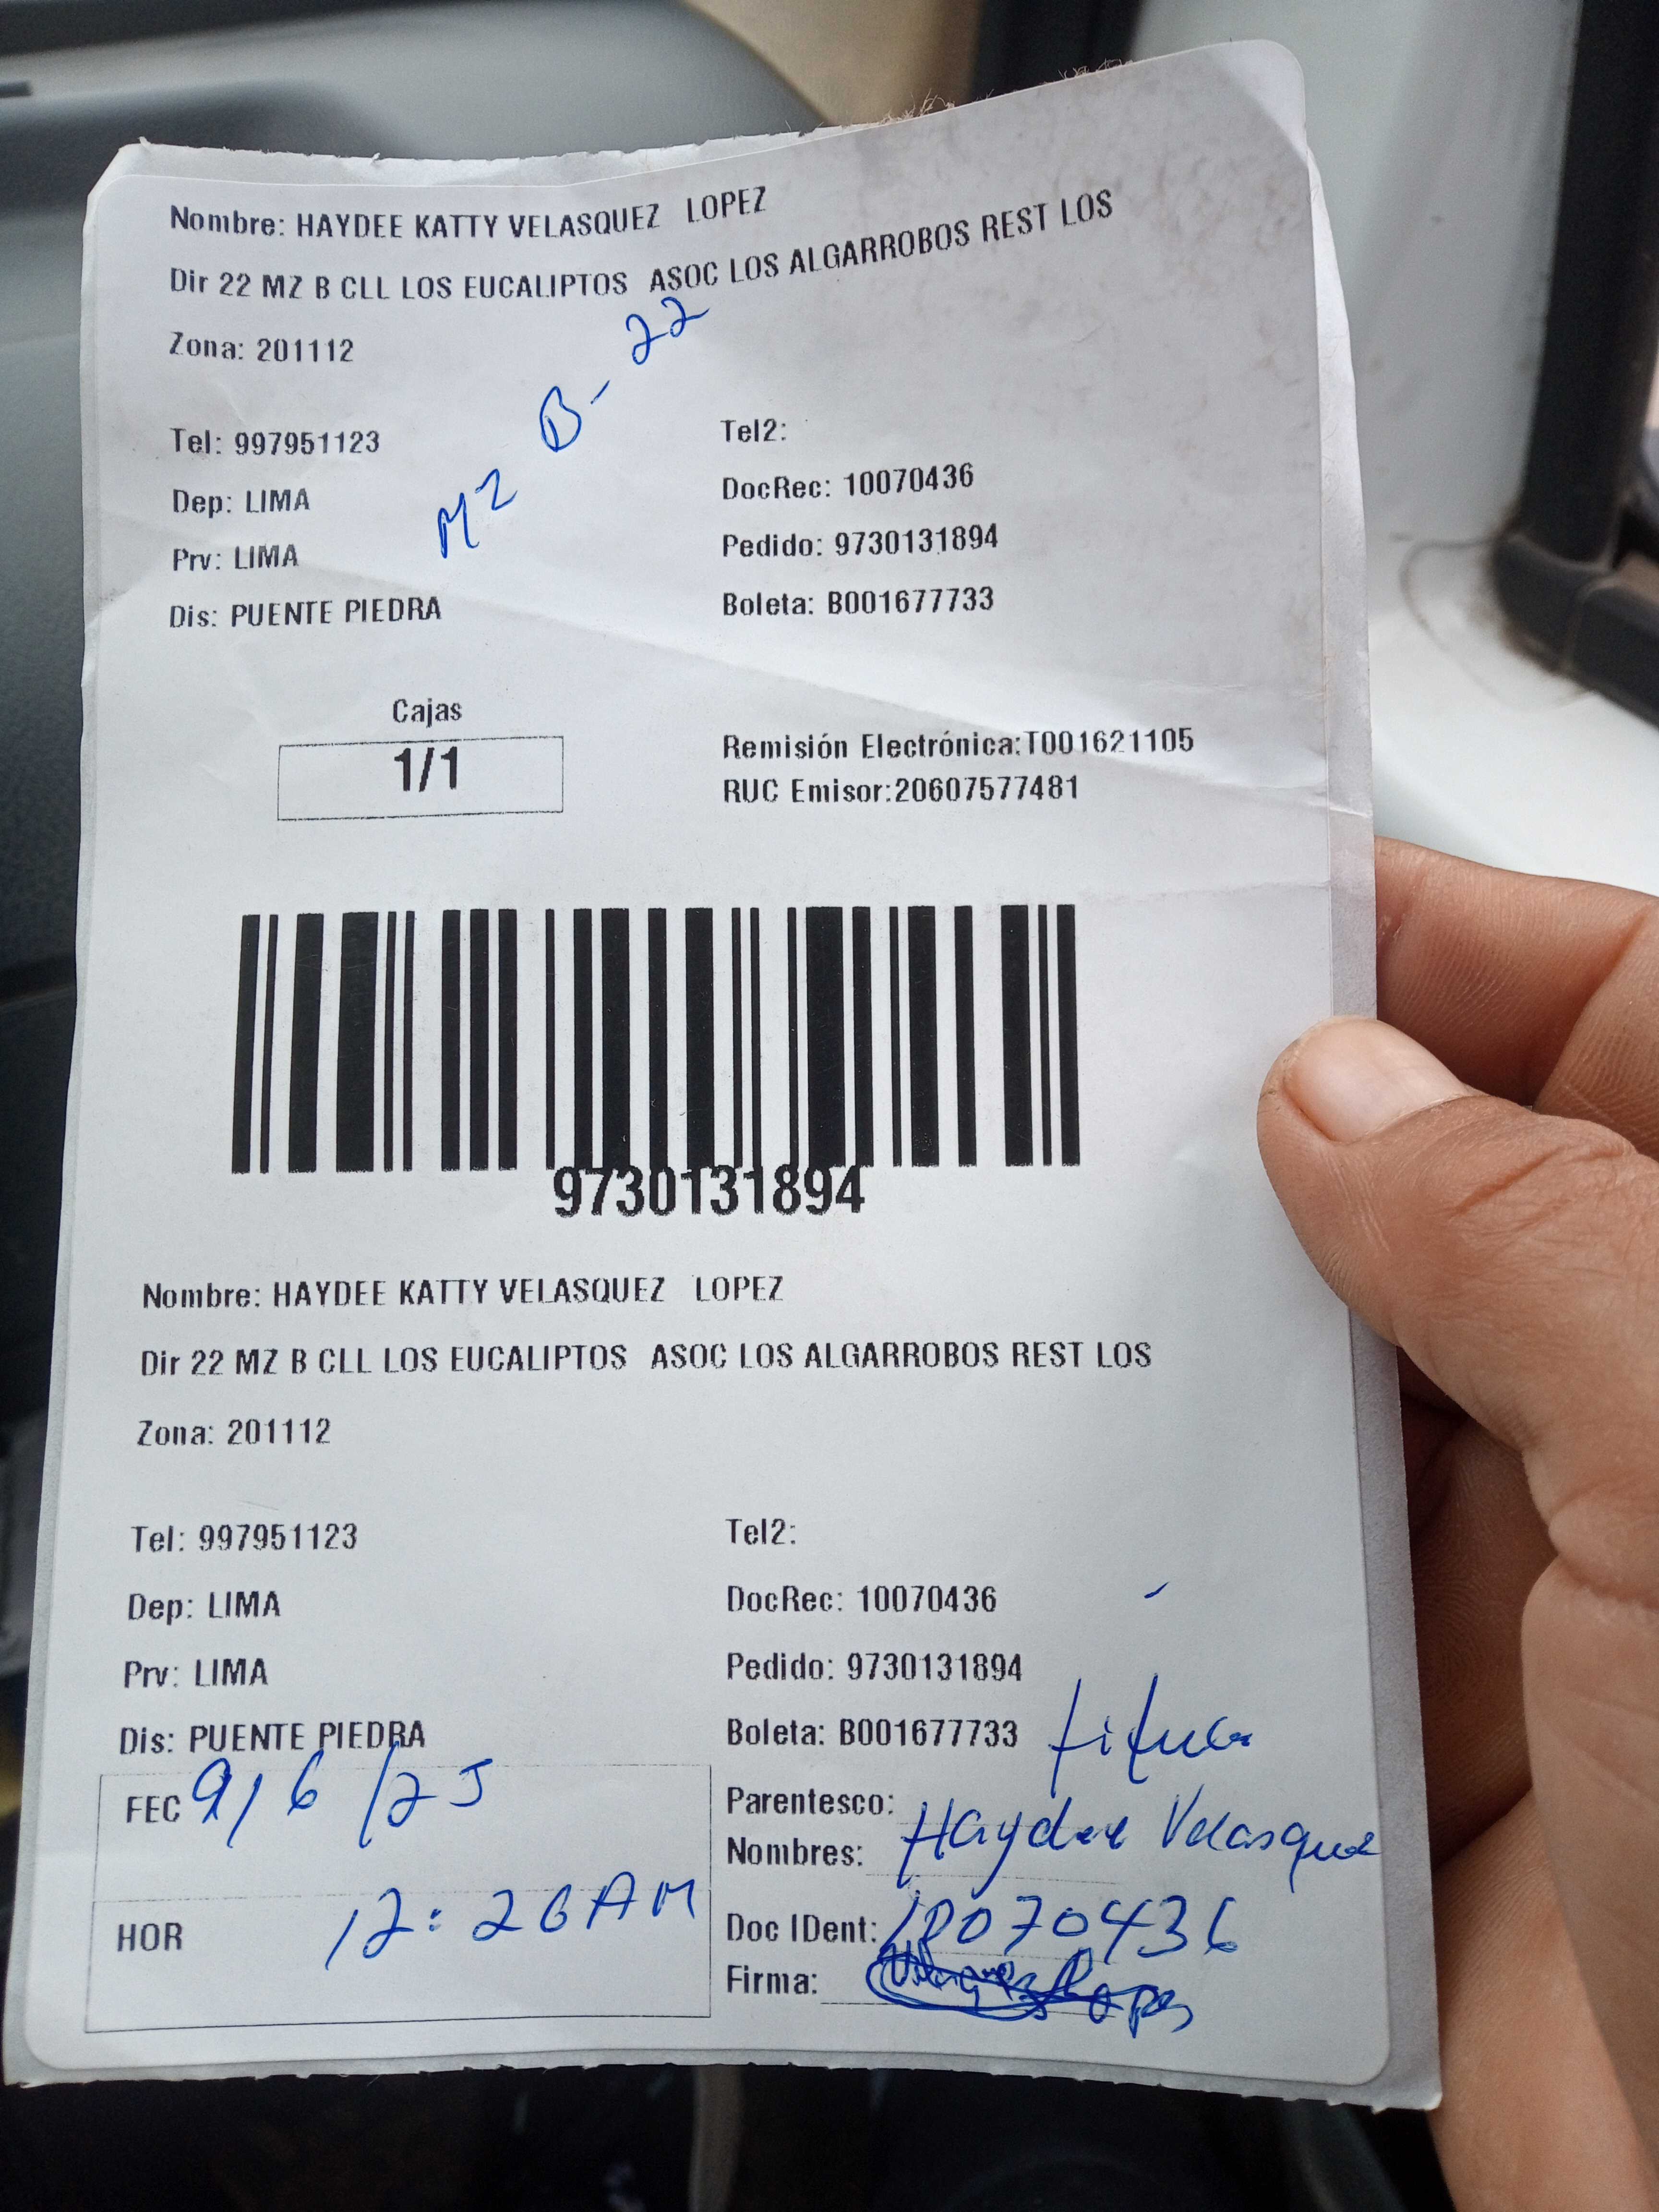 Nombre: HAYDEE KATTY VELASQUEZ LOPEZ
Dir 22 MZ B CLL LOS EUCALIPTOS ASOC LOS ALGARROBOS REST LOS
Zona: 201112
MZ B-22
Tel: 997951123 Tel2:
Dep: LIMA DocRec: 10070436
Prv: LIMA Pedido: 9730131894
Dis: PUENTE PIEDRA Boleta: B001677733
Cajas
1/1
Remisión Electrónica:T001621105
RUC Emisor:20607577481
9730131894
Nombre: HAYDEE KATTY VELASQUEZ LOPEZ
Dir 22 MZ B CLL LOS EUCALIPTOS ASOC LOS ALGARROBOS REST LOS
Zona: 201112
Tel: 997951123 Tel2:
Dep: LIMA DocRec: 10070436
Prv: LIMA Pedido: 9730131894
Dis: PUENTE PIEDRA Boleta: B001677733
FEC 9/6/25
Parentesco:
Nombres: Haydee Velasquez
HOR 12:26AM
Doc IDent: 10070436
Firma: